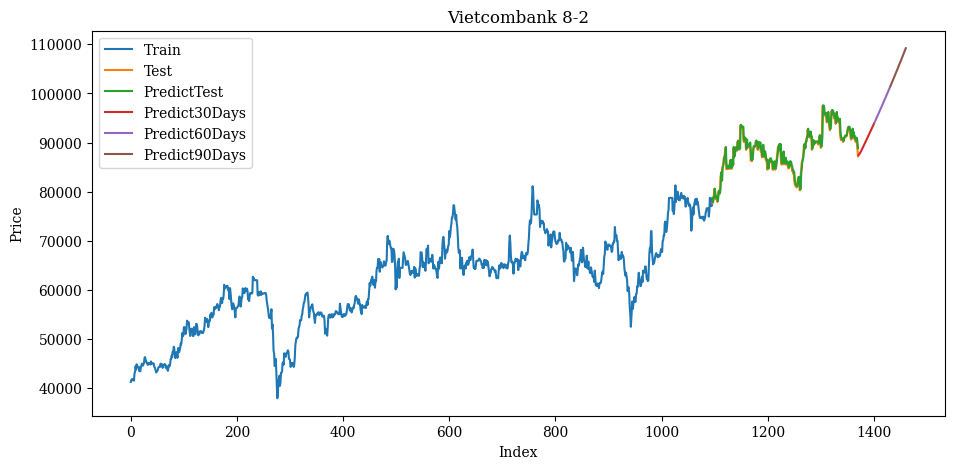 Vietcombank 8-2
110000
100000
90000
80000
70000
60000
50000
40000
Price
Train
Test
PredictTest
Predict30Days
Predict60Days
Predict90Days
0
200
400
600
800
1000
1200
1400
Index